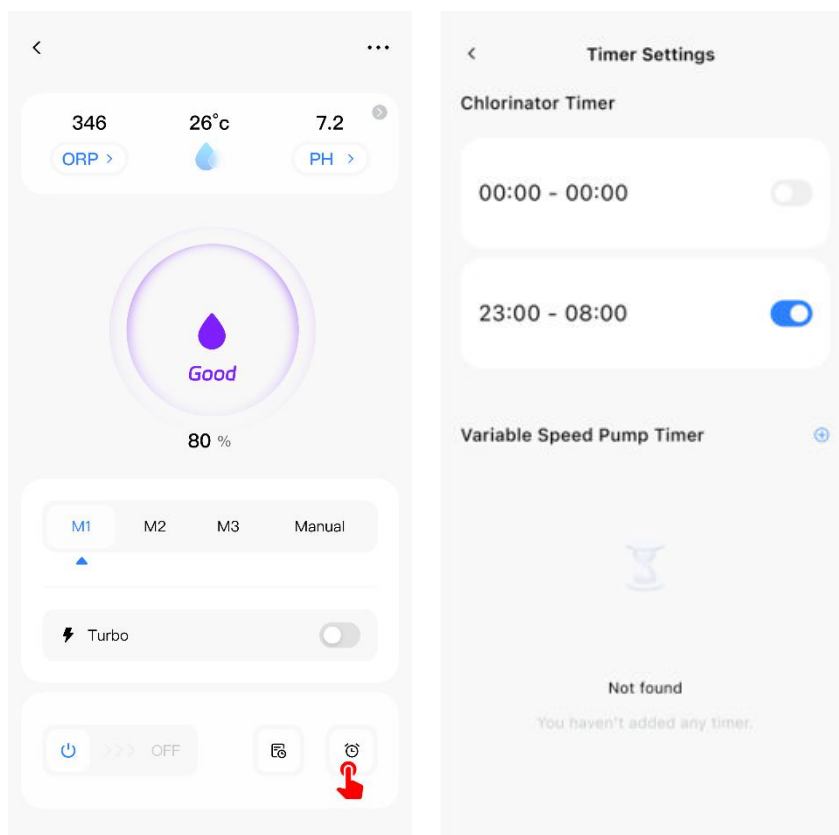 346
26°c
7.2
ORP >
PH >
Good
80 %
M1
M2
M3
Manual
Turbo
>>> OFF
Timer Settings
Chlorinator Timer
00:00 - 00:00
23:00 - 08:00
Variable Speed Pump Timer
Not found
You haven't added any timer.